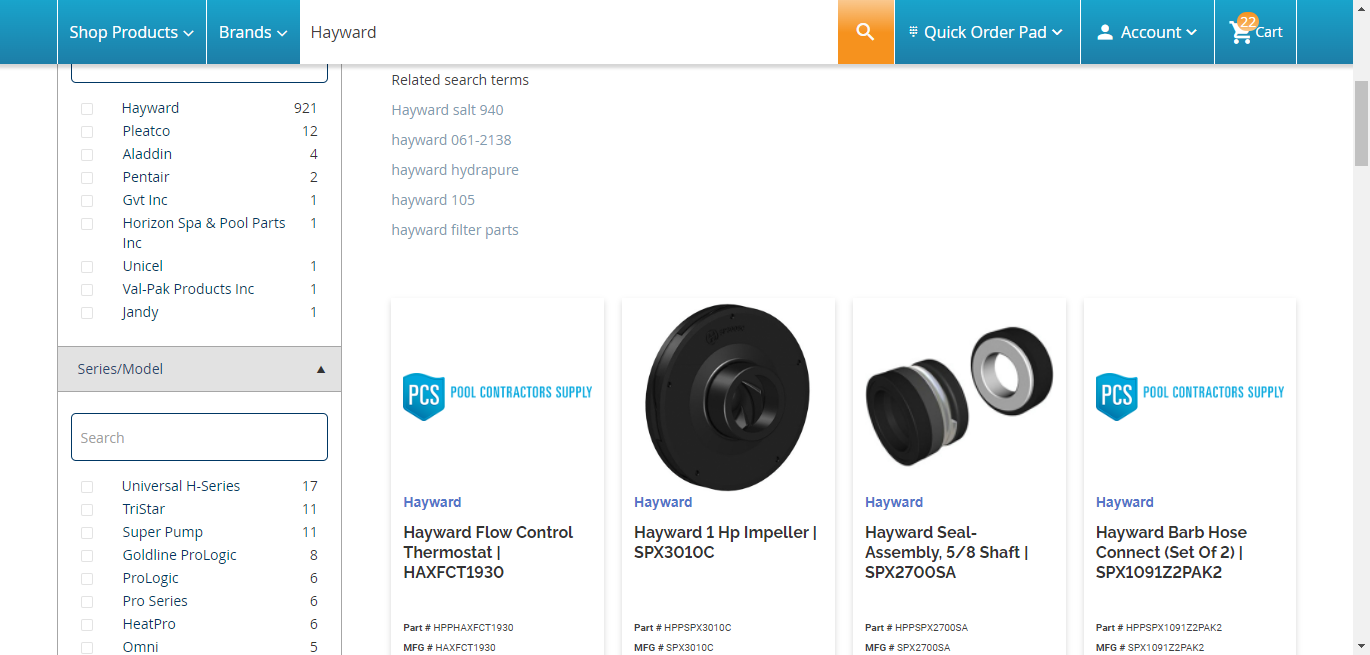 Shop Products
Brands
Hayward
Quick Order Pad
Account
22
Cart
Hayward 921
Pleatco 12
Aladdin 4
Pentair 2
Gvt Inc 1
Horizon Spa & Pool Parts 1
Inc
Unicel 1
Val-Pak Products Inc 1
Jandy 1
Series/Model
Search
Universal H-Series 17
TriStar 11
Super Pump 11
Goldline ProLogic 8
ProLogic 6
Pro Series 6
HeatPro 6
Omni 5
Related search terms
Hayward salt 940
hayward 061-2138
hayward hydrapure
hayward 105
hayward filter parts
PCS POOL CONTRACTORS SUPPLY
Hayward
Hayward Flow Control
Thermostat |
HAXFCT1930
Part # HPPHAXFCT1930
MFG # HAXFCT1930
Hayward
Hayward 1 Hp Impeller |
SPX3010C
Part # HPPSPX3010C
MFG # SPX3010C
Hayward
Hayward Seal-
Assembly, 5/8 Shaft |
SPX2700SA
Part # HPPSPX2700SA
MFG # SPX2700SA
PCS POOL CONTRACTORS SUPPLY
Hayward
Hayward Barb Hose
Connect (Set Of 2) |
SPX1091Z2PAK2
Part # HPPSPX1091Z2PAK2
MFG # SPX1091Z2PAK2